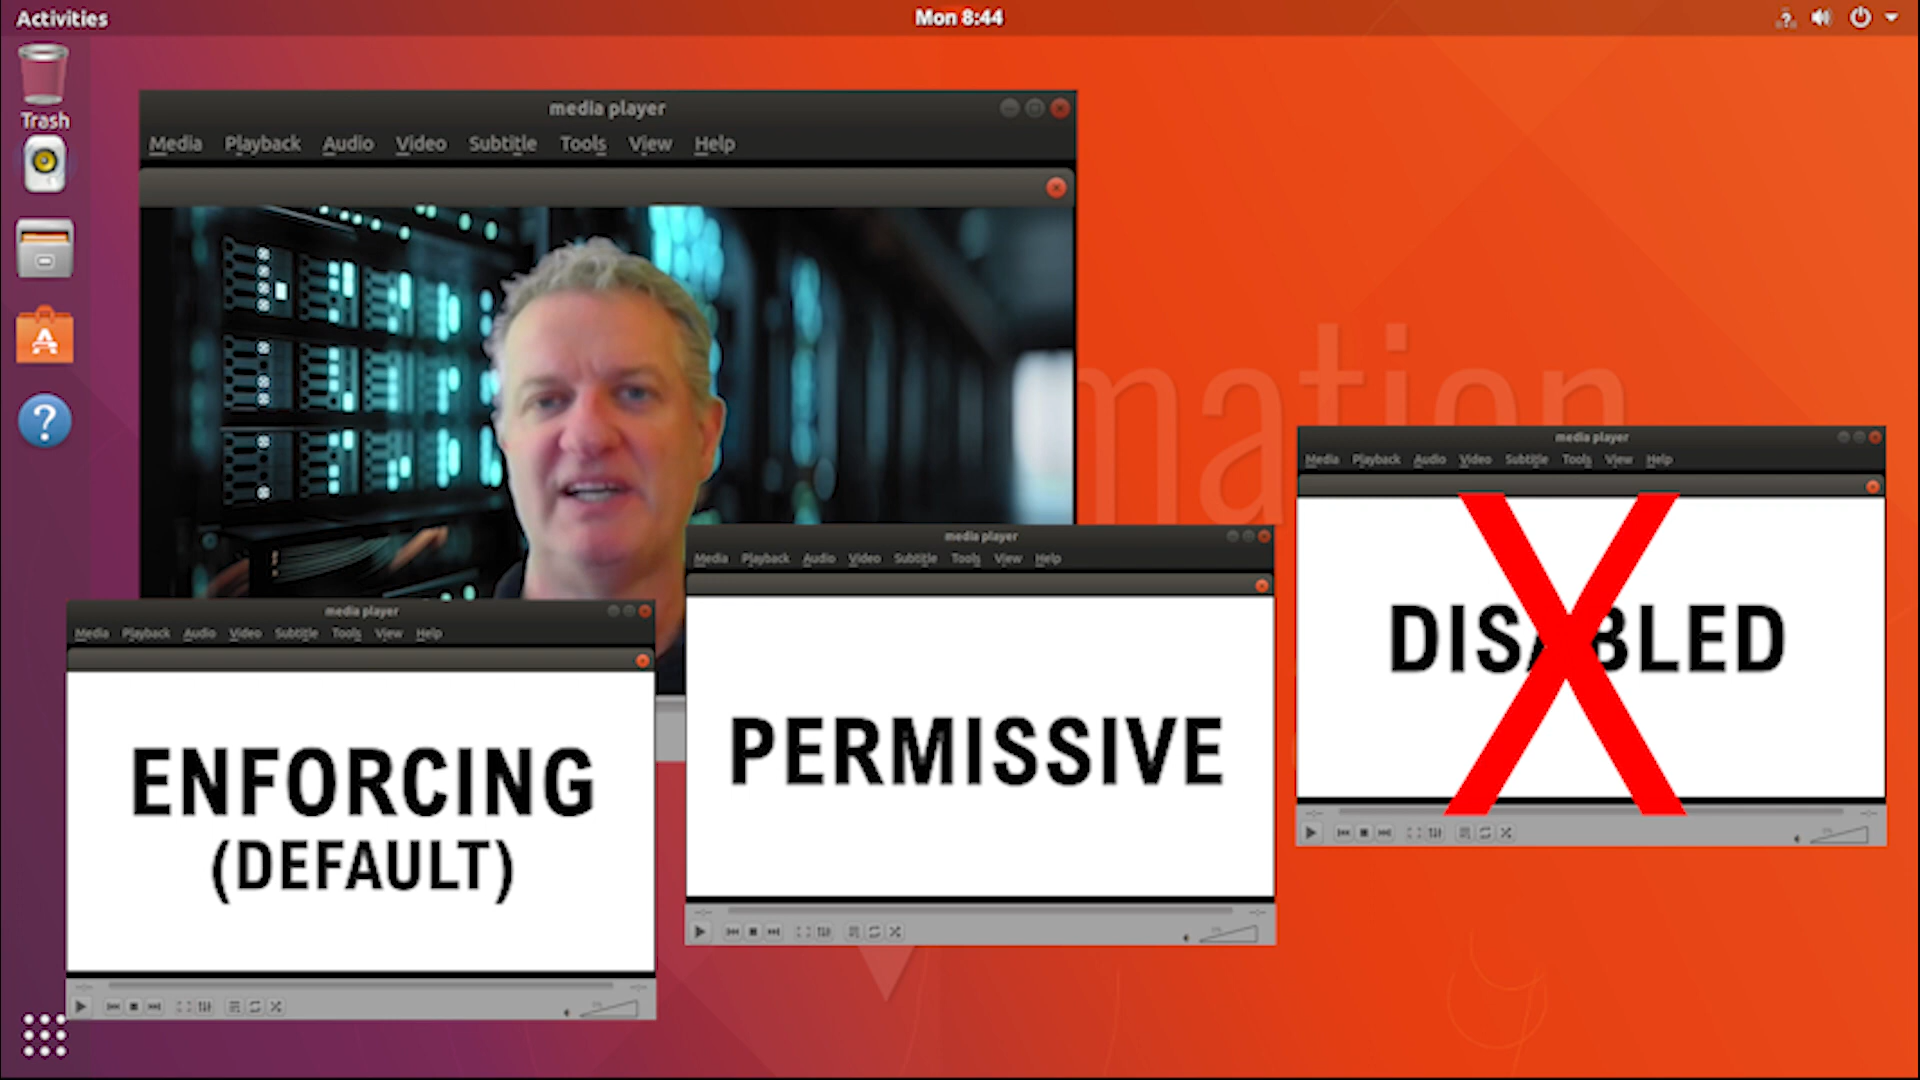 Activities
Mon 8:44
Trash
media player
Media Playback Audio Video Subtitle Tools View Help
mation
media player
Media Playback Audio Video Subtitle Tools View Help
DISABLED
media player
Media Playback Audio Video Subtitle Tools View Help
PERMISSIVE
media player
Media Playback Audio Video Subtitle Tools View Help
ENFORCING
(DEFAULT)